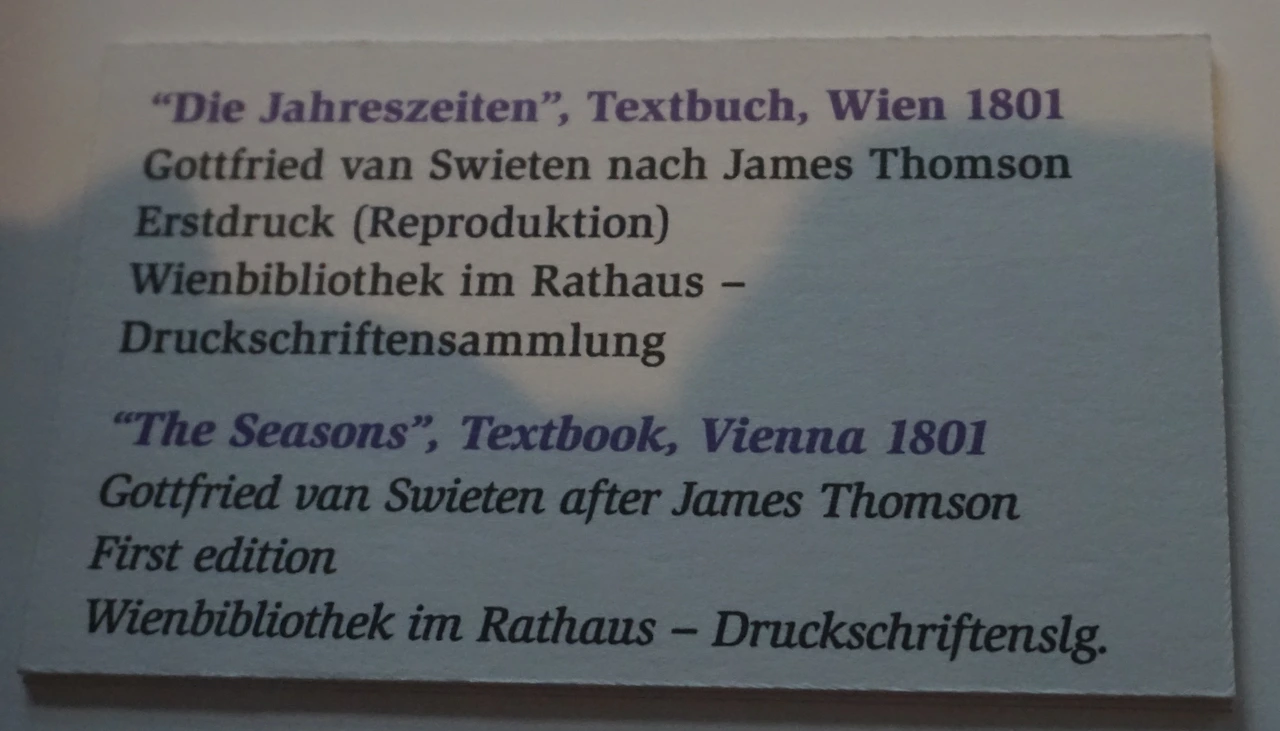 “Die Jahreszeiten”, Textbuch, Wien 1801
Gottfried van Swieten nach James Thomson
Erstdruck (Reproduktion)
Wienbibliothek im Rathaus –
Druckschriftensammlung
“The Seasons”, Textbook, Vienna 1801
Gottfried van Swieten after James Thomson
First edition
Wienbibliothek im Rathaus – Druckschriftenslg.